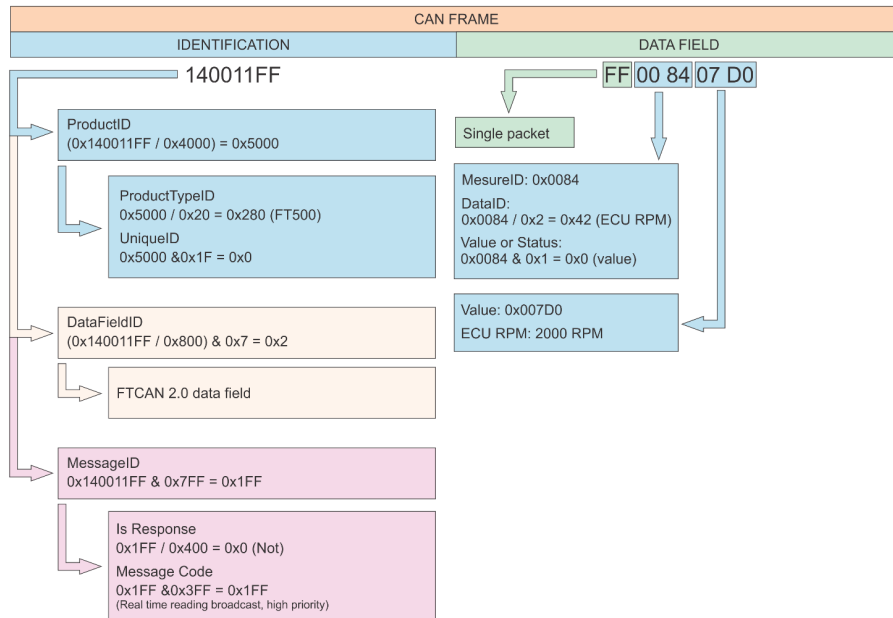 CAN FRAME
IDENTIFICATION
DATA FIELD
140011FF
FF 00 84 07 D0
ProductID
(0x140011FF / 0x4000) = 0x5000
ProductTypeID
0x5000 / 0x20 = 0x280 (FT500)
UniqueID
0x5000 &0x1F = 0x0
DataFieldID
(0x140011FF / 0x800) & 0x7 = 0x2
FTCAN 2.0 data field
MessageID
0x140011FF & 0x7FF = 0x1FF
Is Response
0x1FF / 0x400 = 0x0 (Not)
Message Code
0x1FF &0x3FF = 0x1FF
(Real time reading broadcast, high priority)
Single packet
MesureID: 0x0084
DataID:
0x0084 / 0x2 = 0x42 (ECU RPM)
Value or Status:
0x0084 & 0x1 = 0x0 (value)
Value: 0x007D0
ECU RPM: 2000 RPM